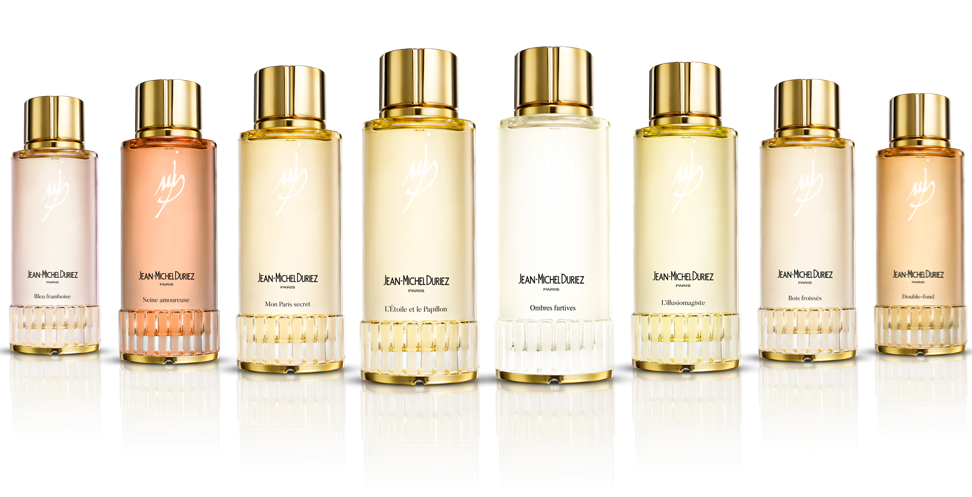 JEAN-MICHEL DURIEZ
PARIS
Bleu framboise
JEAN-MICHEL DURIEZ
PARIS
Seine amoureuse
JEAN-MICHEL DURIEZ
PARIS
Mon Paris secret
JEAN-MICHEL DURIEZ
PARIS
L'Étoile et le Papillon
JEAN-MICHEL DURIEZ
PARIS
Ombres furtives
JEAN-MICHEL DURIEZ
PARIS
L'illusiomagiste
JEAN-MICHEL DURIEZ
PARIS
Bois froissés
JEAN-MICHEL DURIEZ
PARIS
Double-fond